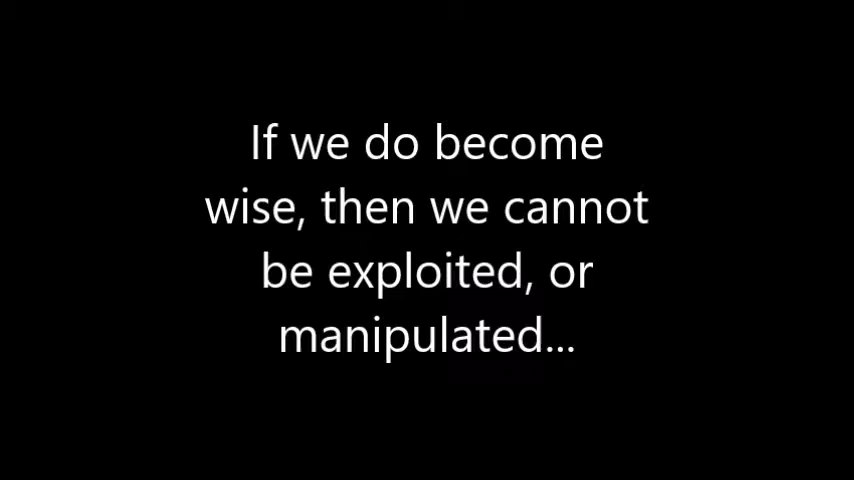 If we do become
wise, then we cannot
be exploited, or
manipulated...